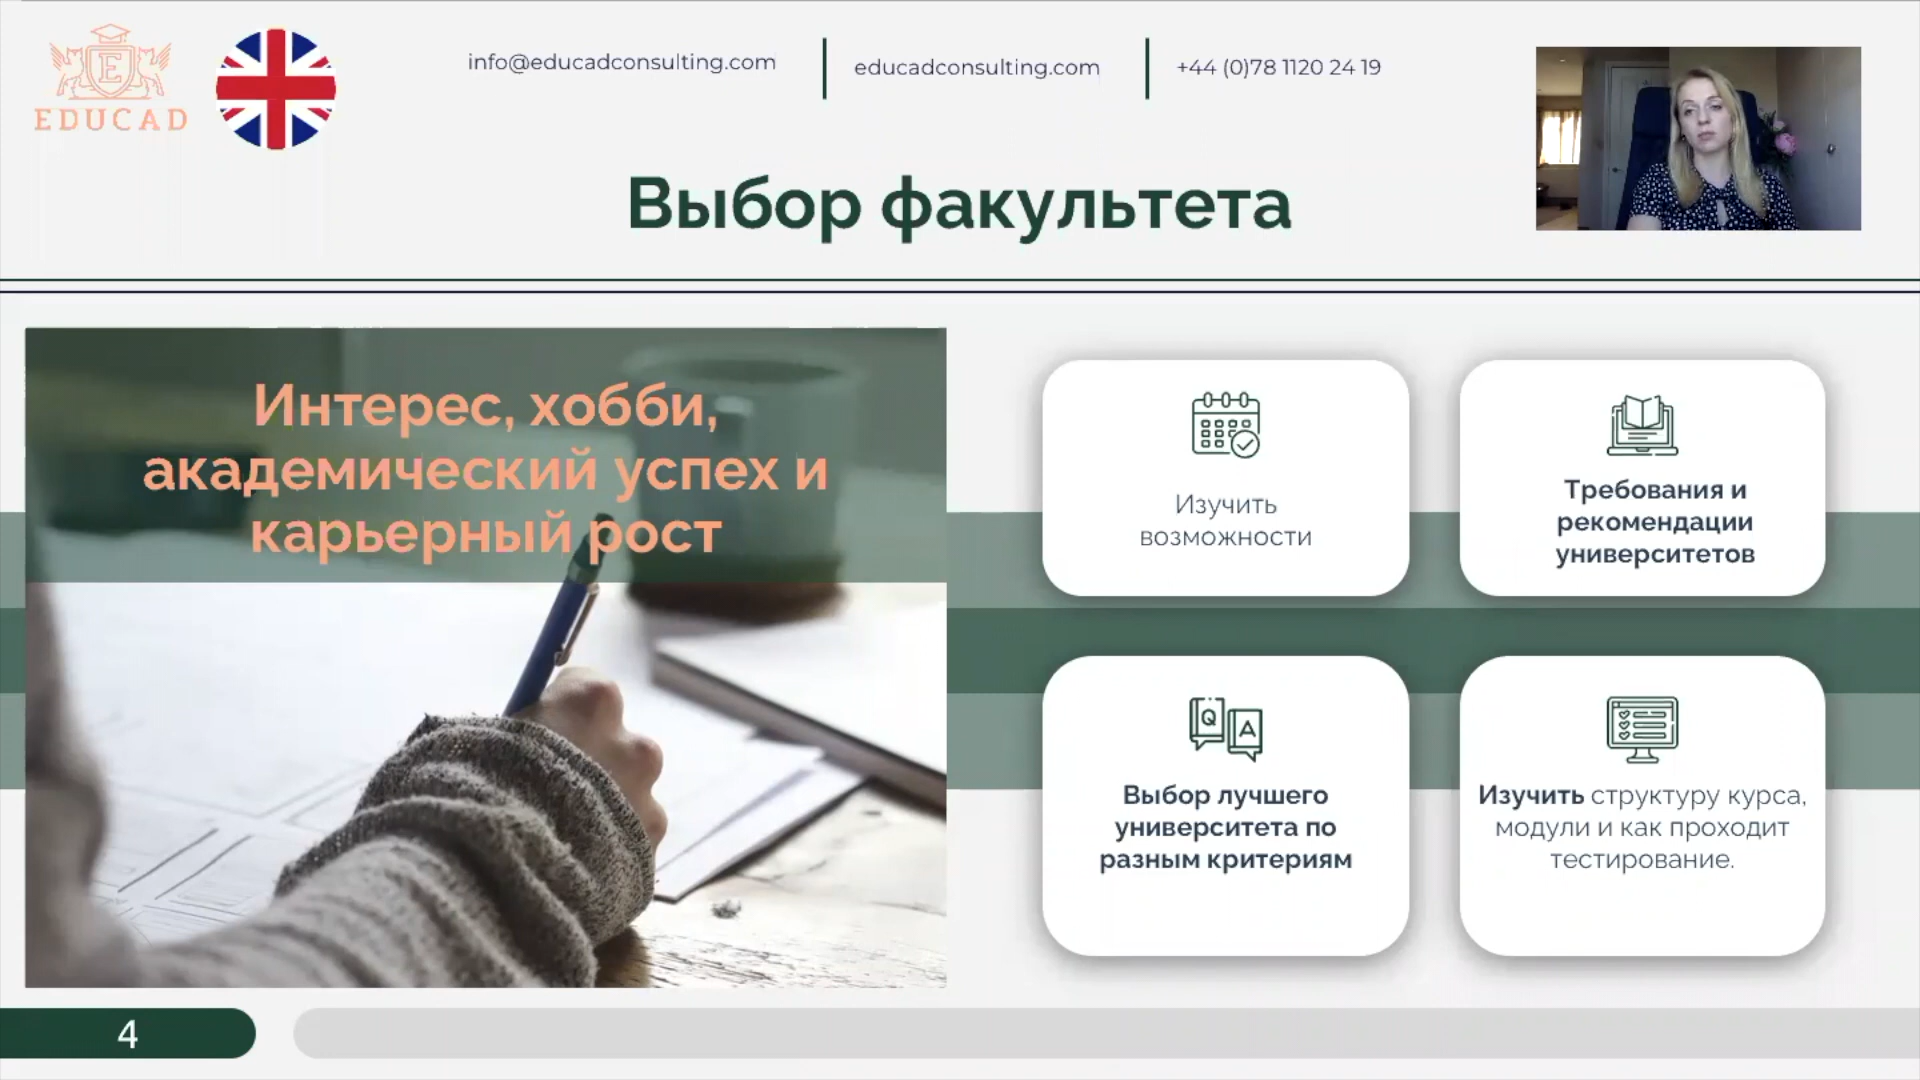 E
EDUCAD
info@educadconsulting.com
educadconsulting.com
+44 (0)78 1120 24 19
Выбор факультета
Интерес, хобби,
академический успех и
карьерный рост
Изучить
возможности
Требования и
рекомендации
университетов
Q A
Выбор лучшего
университета по
разным критериям
Изучить структуру курса,
модули и как проходит
тестирование.
4